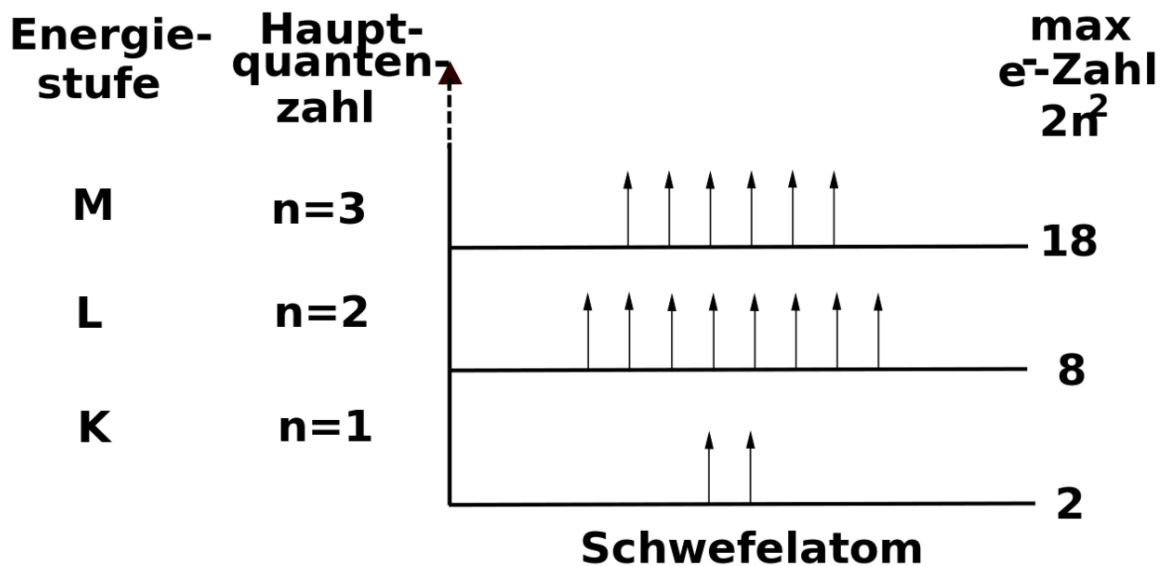 Energie-
stufe
Haupt-
quanten-
zahl
max
e⁻-Zahl
2n²
M
n=3
18
L
n=2
8
K
n=1
2
Schwefelatom